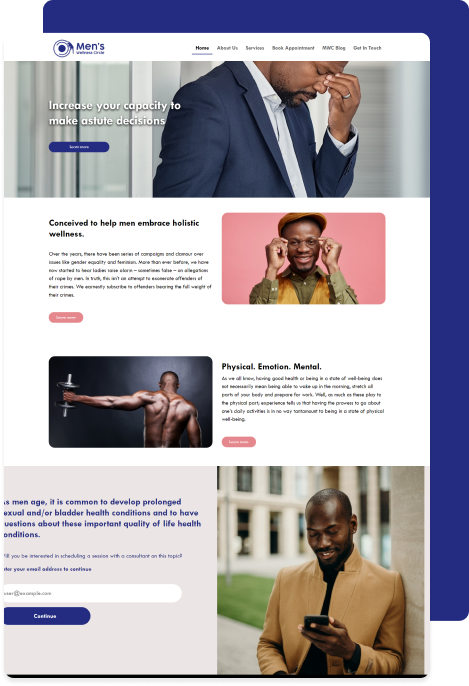 Men's
Wellness Circle
Home About Us Services Book Appointment MWC Blog Get In Touch
Increase your capacity to
make astute decisions
Learn more
Conceived to help men embrace holistic
wellness.
Over the years, there have been series of campaigns and clamour over
issues like gender equality and feminism. More than ever before, we have
now started to hear ladies raise alarm – sometimes false – on allegations
of rape by men. In truth, this isn't an attempt to exonerate offenders of
their crimes. We earnestly subscribe to offenders bearing the full weight of
their crimes.
Learn more
Physical. Emotion. Mental.
As we all know, having good health or being in a state of well-being does
not necessarily mean being able to wake up in the morning, stretch all
parts of your body and prepare for work. Well, as much as these play to
the physical part; experience tells us that having the prowess to go about
one's daily activities is in no way tantamount to being in a state of physical
well-being.
Learn more
As men age, it is common to develop prolonged
sexual and/or bladder health conditions and to have
questions about these important quality of life health
conditions.
Will you be interested in scheduling a session with a consultant on this topic?
Enter your email address to continue
user@example.com
Continue